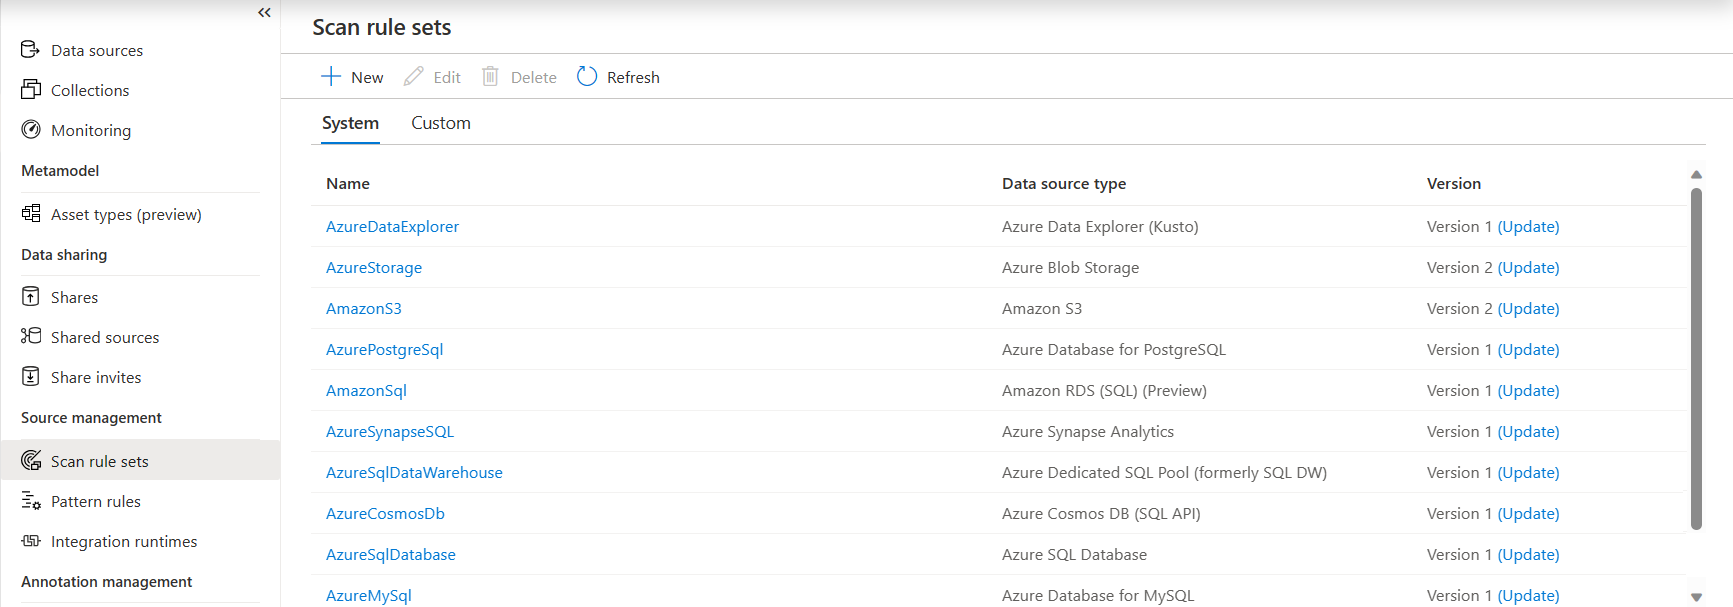 Data sources
Collections
Monitoring
Metamodel
Asset types (preview)
Data sharing
Shares
Shared sources
Share invites
Source management
Scan rule sets
Pattern rules
Integration runtimes
Annotation management
Scan rule sets
New Edit Delete Refresh
System Custom
Name Data source type Version
AzureDataExplorer Azure Data Explorer (Kusto) Version 1 (Update)
AzureStorage Azure Blob Storage Version 2 (Update)
AmazonS3 Amazon S3 Version 2 (Update)
AzurePostgreSql Azure Database for PostgreSQL Version 1 (Update)
AmazonSql Amazon RDS (SQL) (Preview) Version 1 (Update)
AzureSynapseSQL Azure Synapse Analytics Version 1 (Update)
AzureSqlDataWarehouse Azure Dedicated SQL Pool (formerly SQL DW) Version 1 (Update)
AzureCosmosDb Azure Cosmos DB (SQL API) Version 1 (Update)
AzureSqlDatabase Azure SQL Database Version 1 (Update)
AzureMySql Azure Database for MySQL Version 1 (Update)